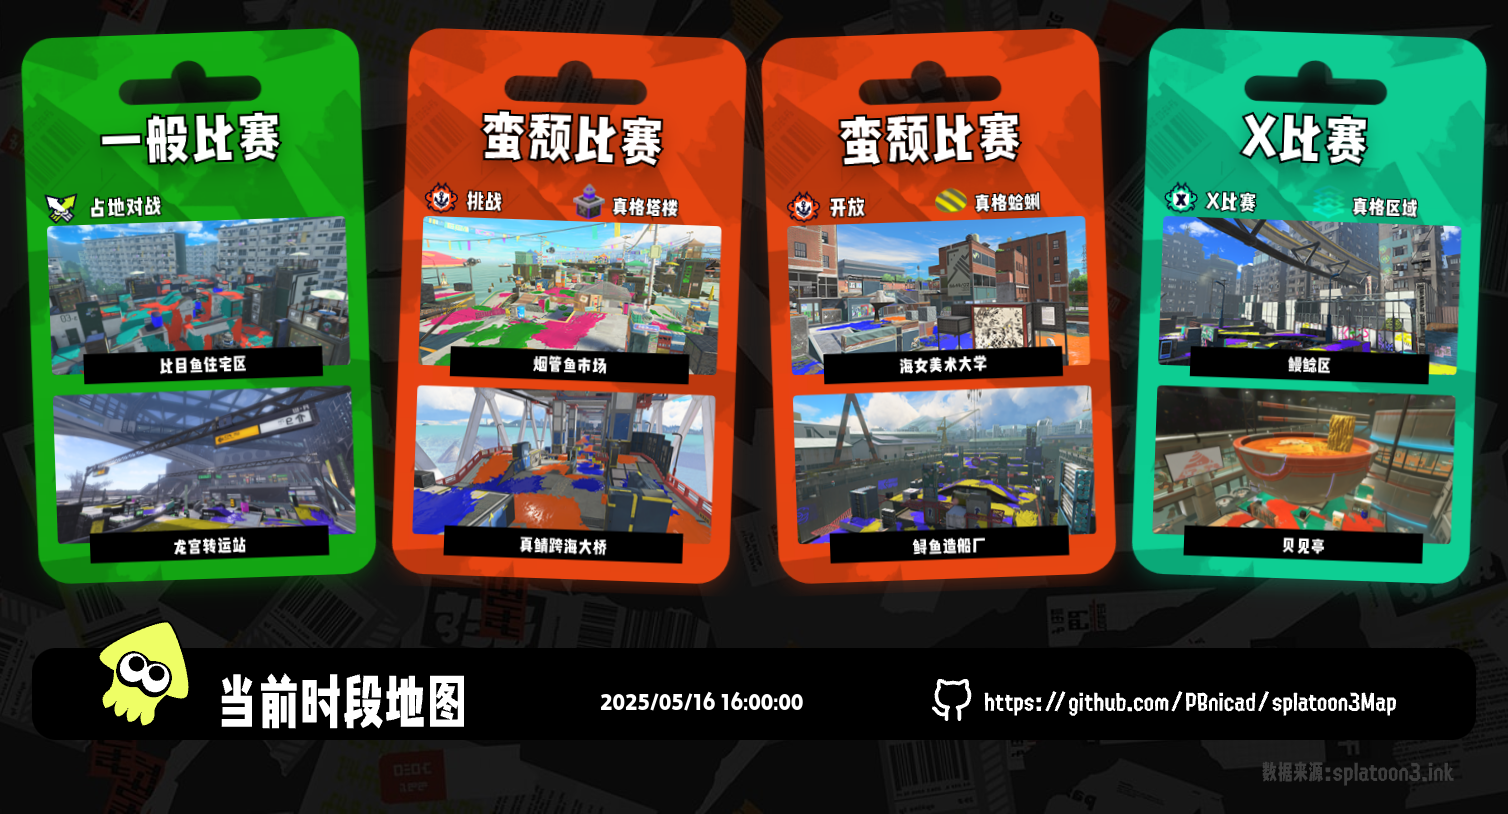 一般比赛
占地对战
比目鱼住宅区
龙宫转运站
蛮颓比赛
挑战
真格塔楼
烟管鱼市场
真鲭跨海大桥
蛮颓比赛
开放
真格蛤蜊
海女美术大学
鲟鱼造船厂
X比赛
X比赛
真格区域
鳗鲶区
贝见亭
当前时段地图
2025/05/16 16:00:00
https://github.com/PBnicad/splatoon3Map
数据来源:splatoon3.ink